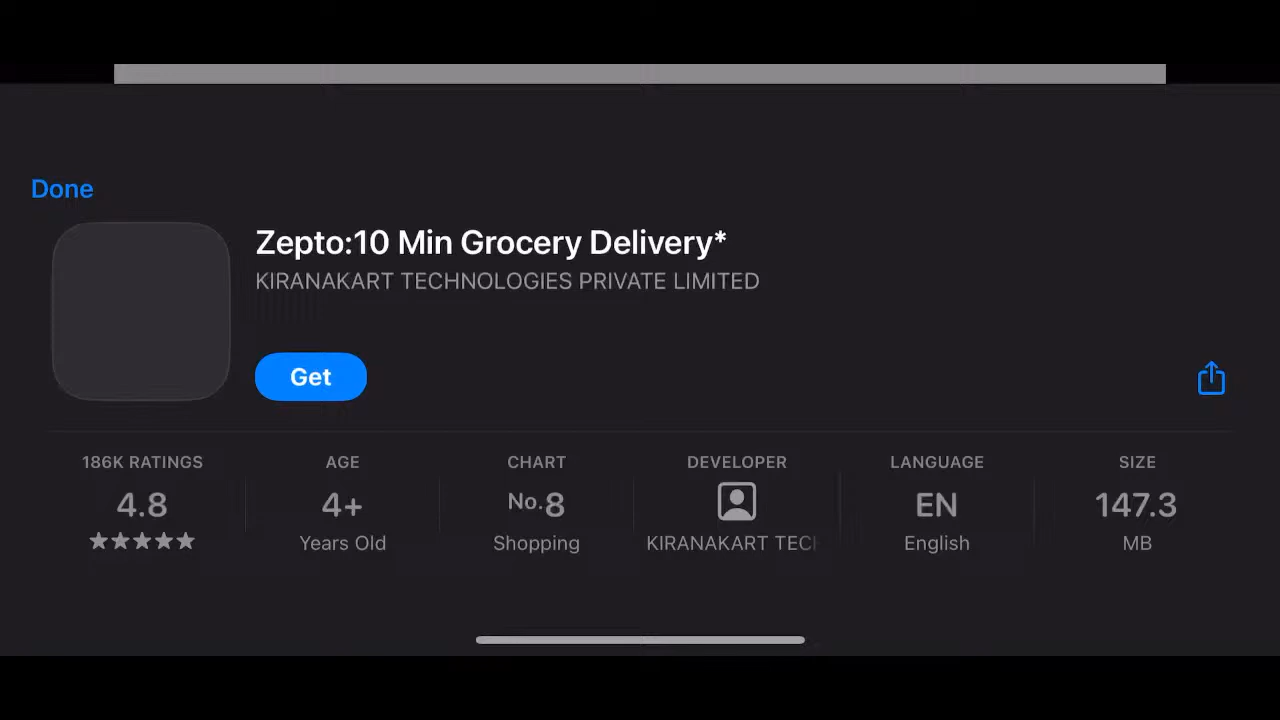 Done
Zepto:10 Min Grocery Delivery*
KIRANAKART TECHNOLOGIES PRIVATE LIMITED
Get
186K RATINGS
4.8
AGE
4+
Years Old
CHART
No.8
Shopping
DEVELOPER
KIRANAKART TECH
LANGUAGE
EN
English
SIZE
147.3
MB